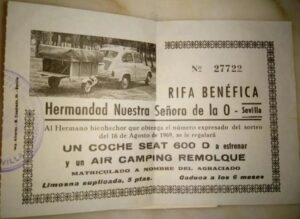 Nº 27722
RIFA BENÉFICA
Hermandad Nuestra Señora de la O - Sevilla
Al Hermano bienhechor que obtenga el número expresado del sorteo
del 16 de Agosto de 1969, se le regalará
UN COCHE SEAT 600 D a estrenar
y un AIR CAMPING REMOLQUE
MATRICULADO A NOMBRE DEL AGRACIADO
Limosna suplicada, 5 ptas. Caduca a los 6 meses